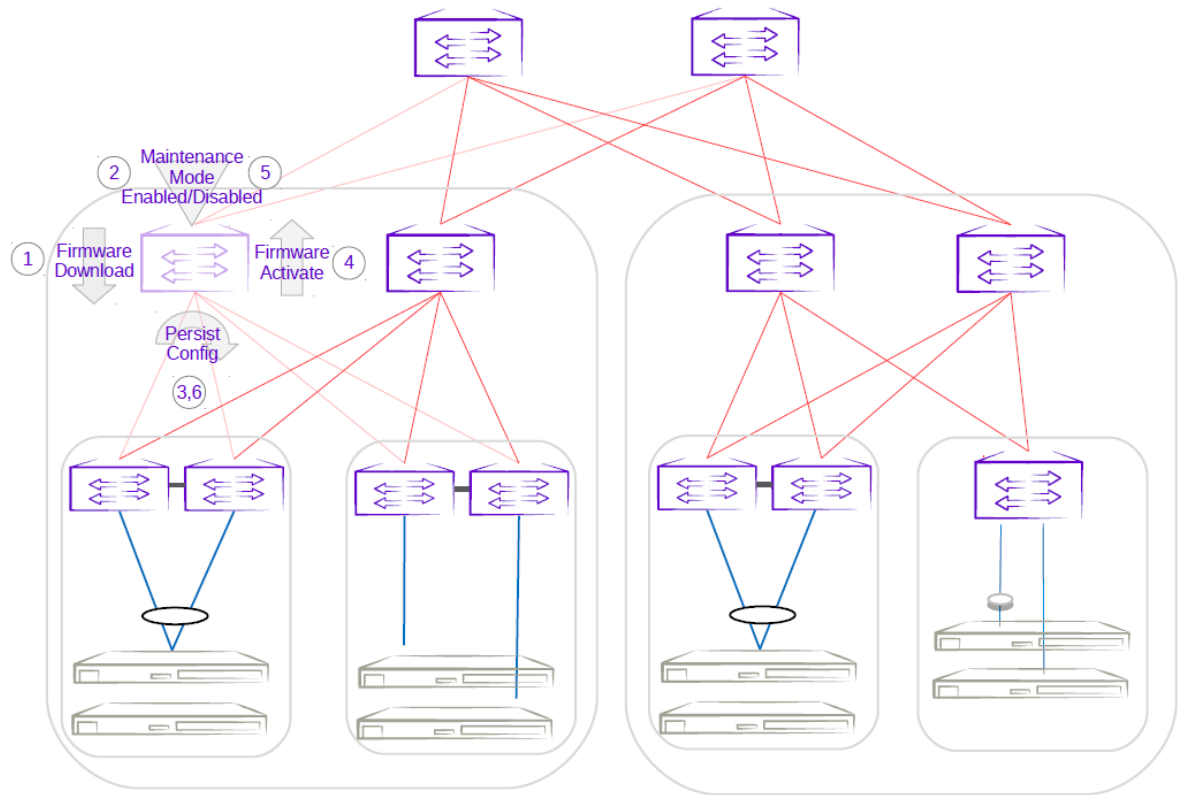 2
Maintenance
Mode
Enabled/Disabled
5
1
Firmware
Download
Firmware
Activate
4
Persist
Config
3,6